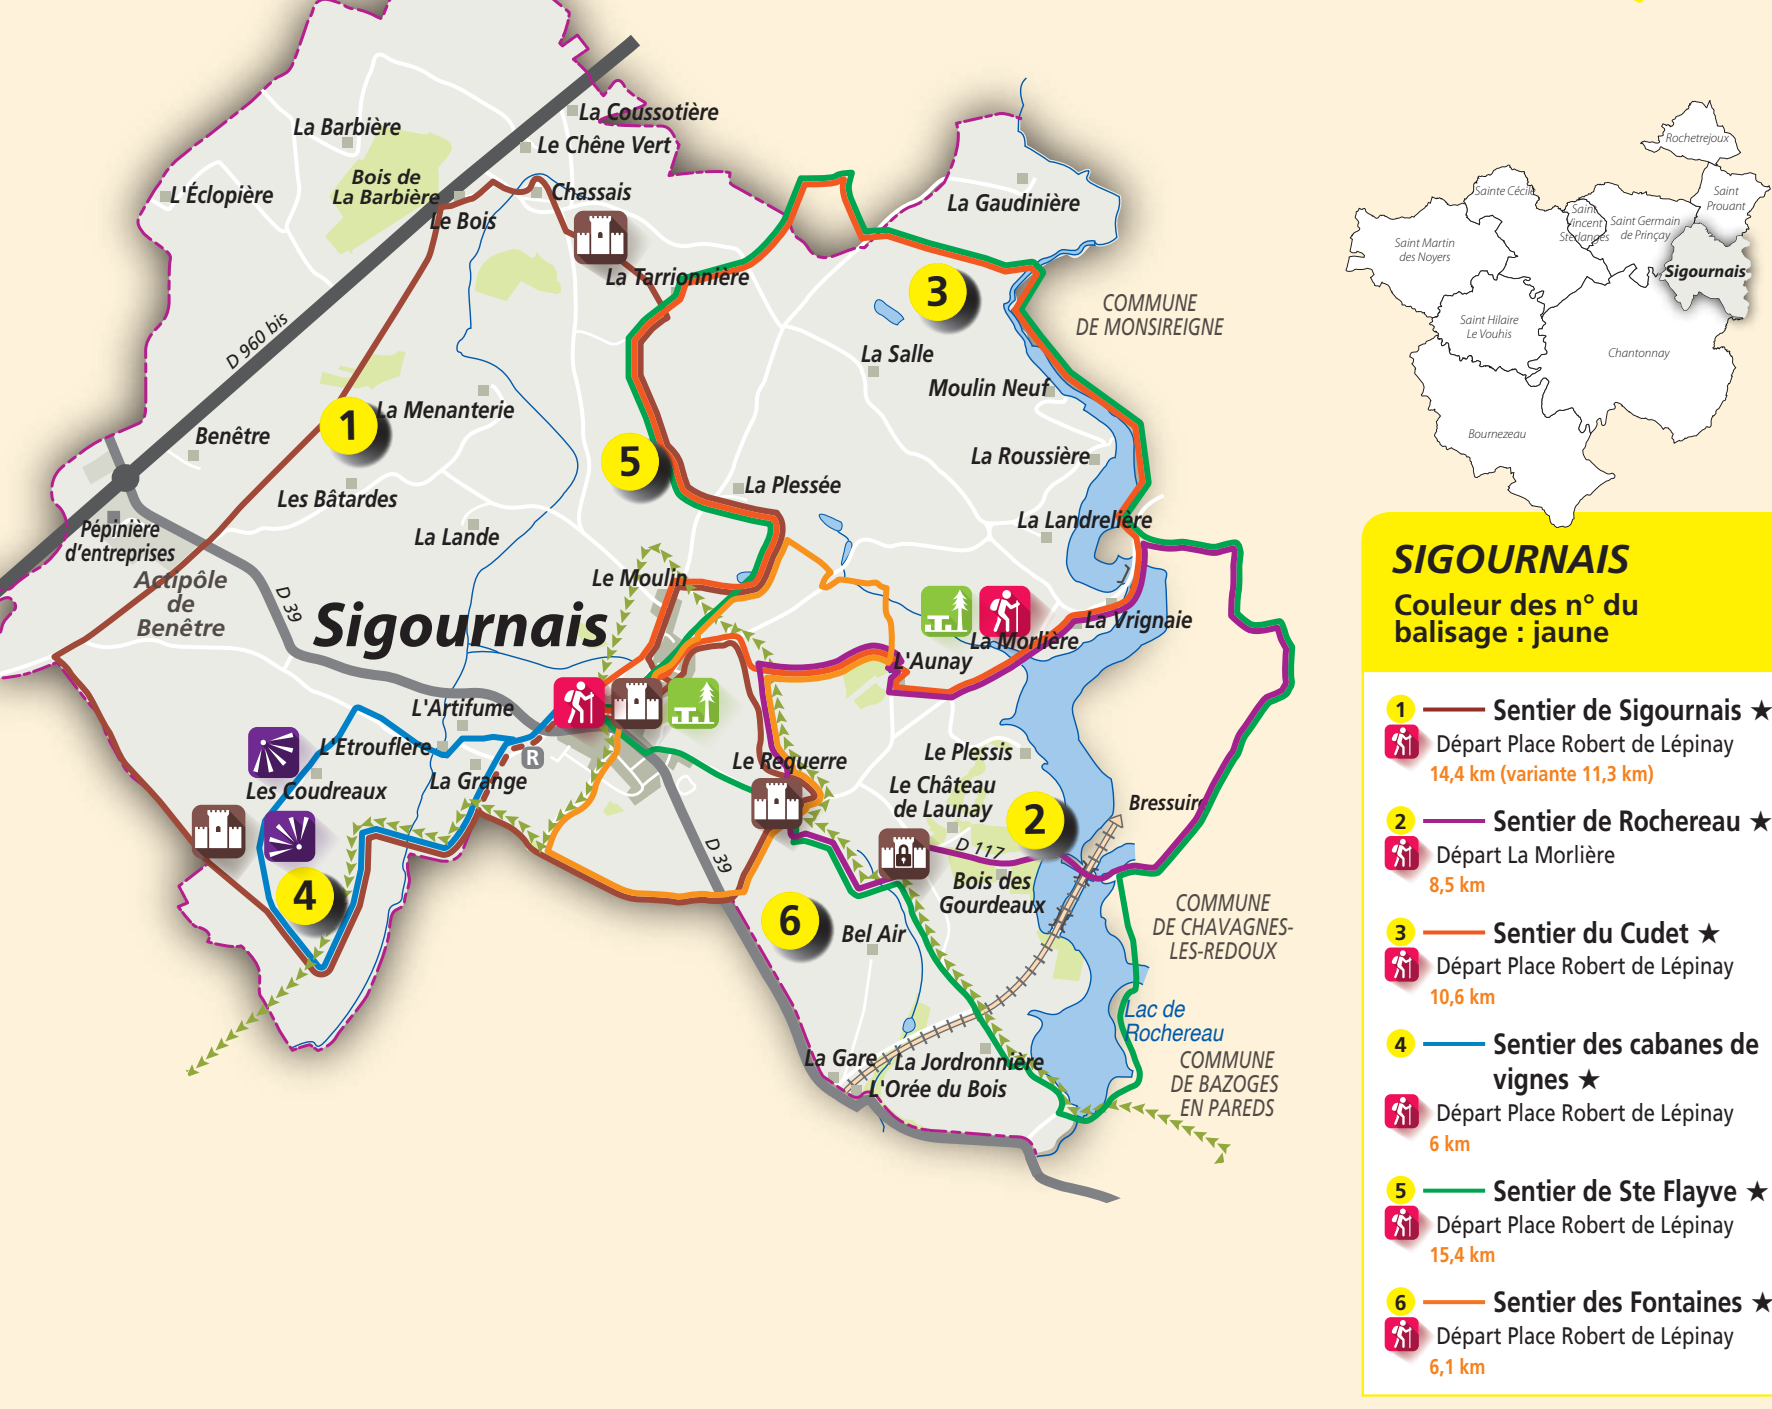 La Coussotière
La Barbière
Le Chêne Vert
Bois de
La Barbière
Chassais
L'Éclopière
Le Bois
La Gaudinière
La Tarrionnière
3
COMMUNE
DE MONSIREIGNE
D 960 bis
La Salle
Moulin Neuf
1
La Menanterie
Benêtre
5
La Roussière
La Plessée
Les Bâtardes
La Landrelière
Pépinière
d'entreprises
La Lande
Actipôle
de
Benêtre
D 39
Le Moulin
Sigournais
La Vrignaie
La Morlière
L'Aunay
L'Artifume
L'Etrouflère
R
Le Requerre
Le Plessis
La Grange
Les Coudreaux
Le Château
de Launay
2
Bressuire
D 39
D 117
4
Bois des
Gourdeaux
6
Bel Air
COMMUNE
DE CHAVAGNES-
LES-REDOUX
Lac de
Rochereau
La Gare
La Jordronnière
L'Orée du Bois
COMMUNE
DE BAZOGES
EN PAREDS
Rochetrejoux
Sainte Cécile
Saint
Prouant
Saint
Vincent
Sterlanges
Saint Germain
de Prinçay
Saint Martin
des Noyers
Sigournais
Saint Hilaire
Le Vouhis
Chantonnay
Bournezeau
SIGOURNAIS
Couleur des n° du
balisage : jaune
1 Sentier de Sigournais ★
Départ Place Robert de Lépinay
14,4 km (variante 11,3 km)
2 Sentier de Rochereau ★
Départ La Morlière
8,5 km
3 Sentier du Cudet ★
Départ Place Robert de Lépinay
10,6 km
4 Sentier des cabanes de
vignes ★
Départ Place Robert de Lépinay
6 km
5 Sentier de Ste Flayve ★
Départ Place Robert de Lépinay
15,4 km
6 Sentier des Fontaines ★
Départ Place Robert de Lépinay
6,1 km